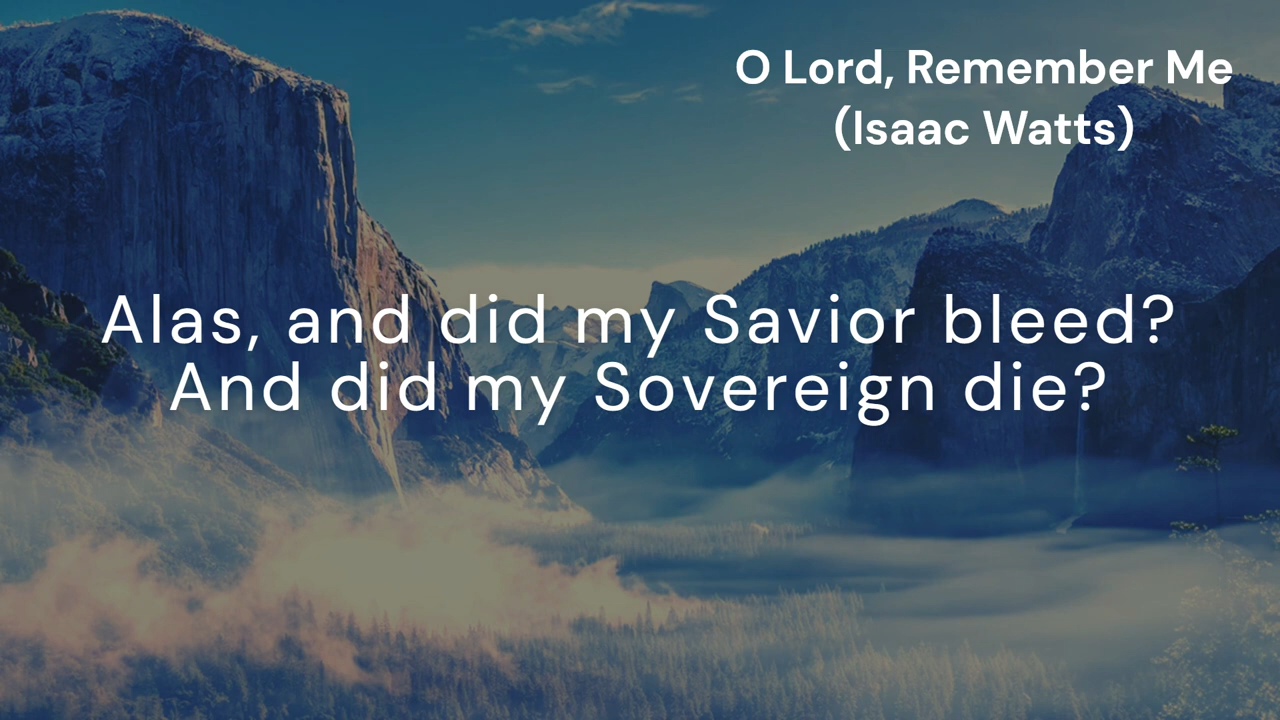 O Lord, Remember Me
(Isaac Watts)
Alas, and did my Savior bleed?
And did my Sovereign die?